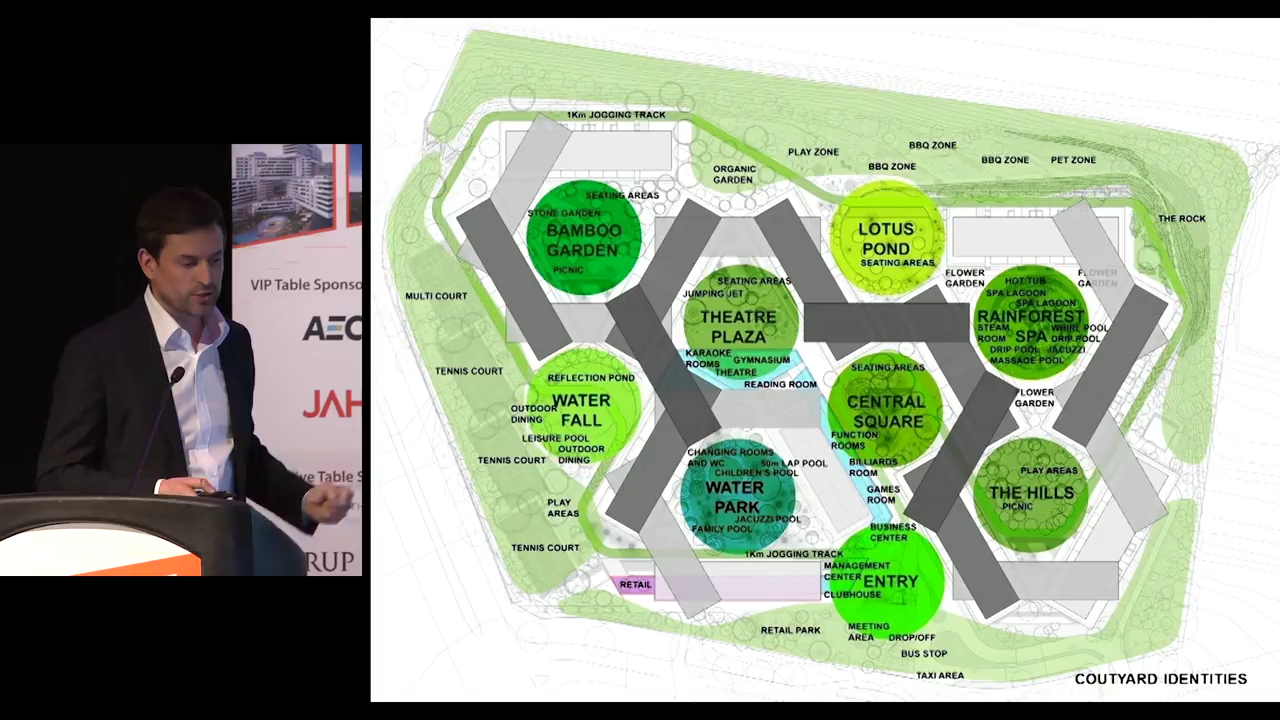 VIP Table Sponso
AEC
JAH
ve Table S
RUP
1Km JOGGING TRACK
PLAY ZONE
BBQ ZONE
BBQ ZONE
BBQ ZONE
PET ZONE
ORGANIC
GARDEN
THE ROCK
SEATING AREAS
STONE GARDEN
BAMBOO
GARDEN
PICNIC
LOTUS
POND
SEATING AREAS
FLOWER
GARDEN
FLOWER
GARDEN
MULTI COURT
SEATING AREAS
JUMPING JET
THEATRE
PLAZA
KARAOKE
ROOMS
GYMNASIUM
THEATRE
READING ROOM
HOT TUB
SPA LAGOON
SPA LAGOON
RAINFOREST
SPA
STEAM
ROOM
WHIRL POOL
DRIP POOL
DRIP POOL
JACUZZI
MASSAGE POOL
TENNIS COURT
REFLECTION POND
WATER
FALL
OUTDOOR
DINING
LEISURE POOL
OUTDOOR
DINING
TENNIS COURT
SEATING AREAS
CENTRAL
SQUARE
FUNCTION
ROOMS
FLOWER
GARDEN
BILLIARDS
ROOM
GAMES
ROOM
CHANGING ROOMS
AND WC
50m LAP POOL
CHILDREN'S POOL
WATER
PARK
JACUZZI POOL
FAMILY POOL
PLAY AREAS
THE HILLS
PICNIC
PLAY
AREAS
TENNIS COURT
BUSINESS
CENTER
1Km JOGGING TRACK
MANAGEMENT
CENTER
ENTRY
CLUBHOUSE
RETAIL
RETAIL PARK
MEETING
AREA
DROP/OFF
BUS STOP
TAXI AREA
COUTYARD IDENTITIES